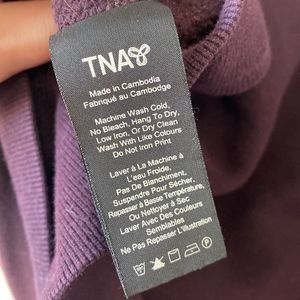 TNA
Made in Cambodia
Fabriqué au Cambodge
Machine Wash Cold,
No Bleach, Hang To Dry,
Low Iron, Or Dry Clean
Wash With Like Colours
Do Not Iron Print
Laver À La Machine À
L'eau Froide,
Pas De Blanchiment,
Suspendre Pour Sécher,
Repasser à Basse Température,
Ou Nettoyer à Sec
Laver Avec Des Couleurs
Semblables
Ne Pas Repasser L'illustration
P